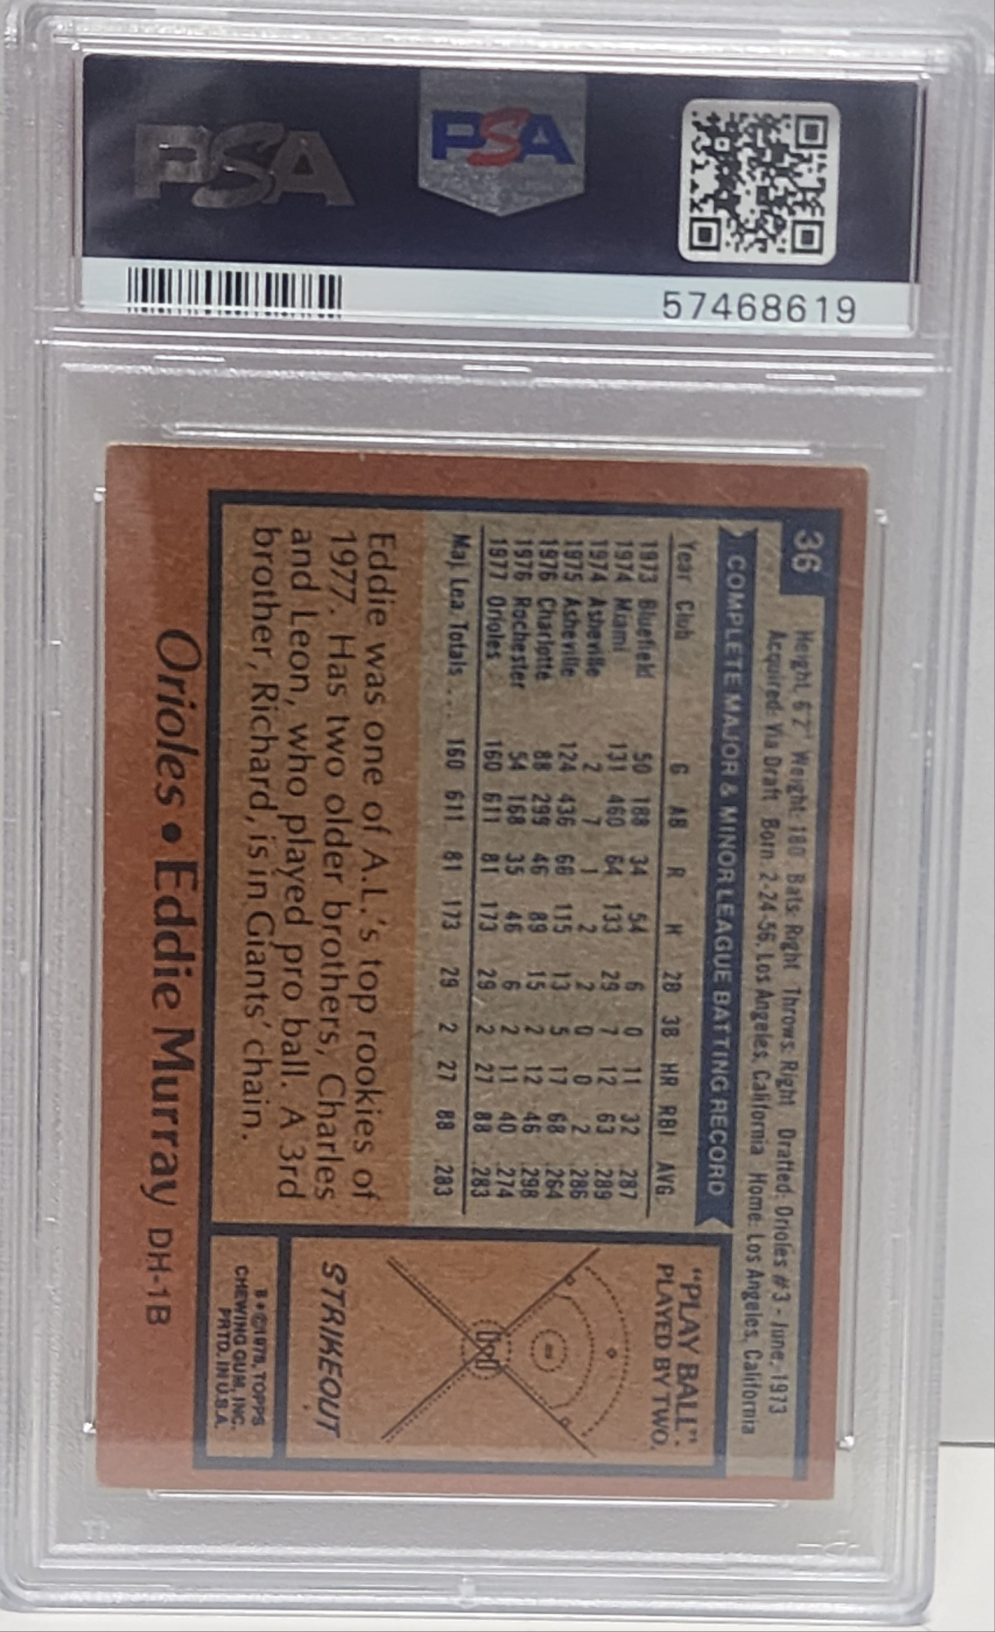 PSA
PSA
57468619
36
Height, 6'2" Weight: 180 Bats: Right Throws: Right Drafted: Orioles #3 - June, 1973
Acquired: Via Draft Born: 2-24-56, Los Angeles, California Home: Los Angeles, California
COMPLETE MAJOR & MINOR LEAGUE BATTING RECORD
Year Club G AB R H 2B 3B HR RBI AVG.
1973 Bluefield 50 188 34 54 6 0 11 32 .287
1974 Miami 131 460 64 133 29 7 12 63 .289
1974 Asheville 2 7 1 2 2 0 0 2 .286
1975 Asheville 124 436 66 115 13 5 17 68 .264
1976 Charlotte 88 299 46 89 15 2 12 46 .298
1976 Rochester 54 168 35 46 6 2 11 40 .274
1977 Orioles 160 611 81 173 29 2 27 88 .283
Maj. Lea. Totals ... 160 611 81 173 29 2 27 88 .283
Eddie was one of A.L.'s top rookies of
1977. Has two older brothers, Charles
and Leon, who played pro ball. A 3rd
brother, Richard, is in Giants' chain.
"PLAY BALL"
PLAYED BY TWO.
STRIKEOUT
B * © 1978, TOPPS
CHEWING GUM, INC.
PRTD. IN U.S.A.
Orioles • Eddie Murray DH-1B